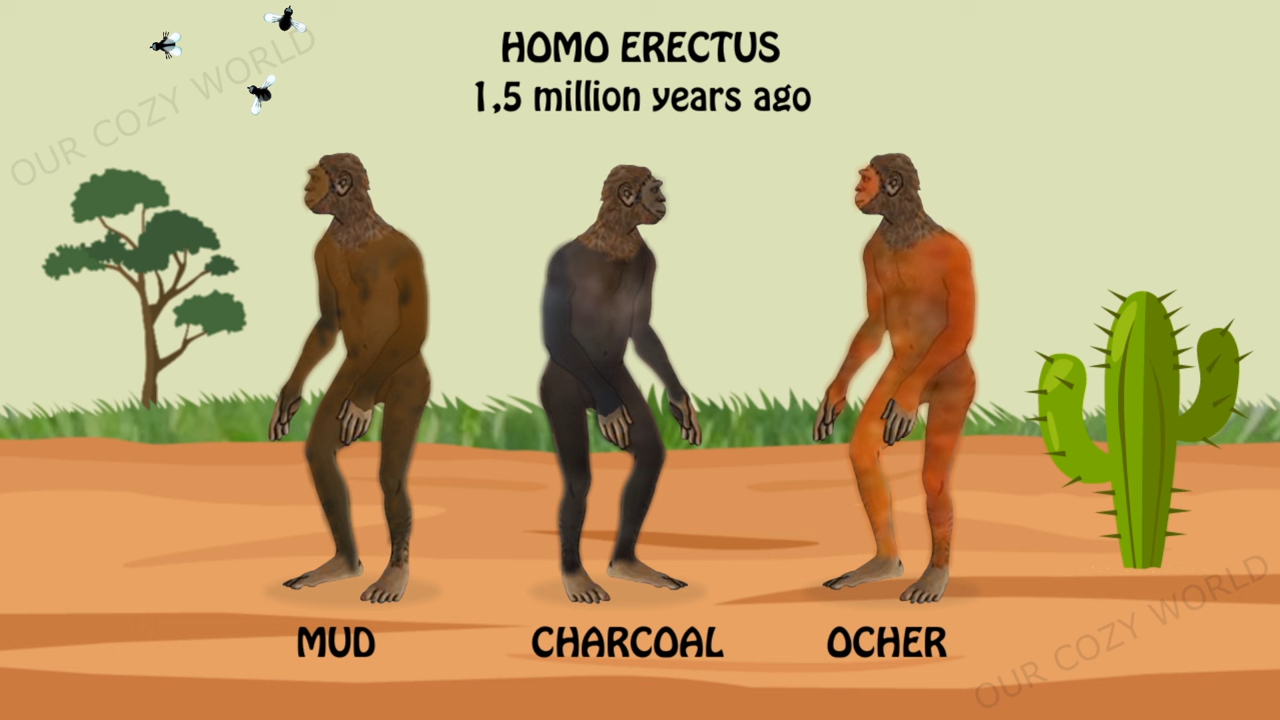 HOMO ERECTUS
1,5 million years ago
OUR COZY WORLD
MUD
CHARCOAL
OCHER
OUR COZY WORLD